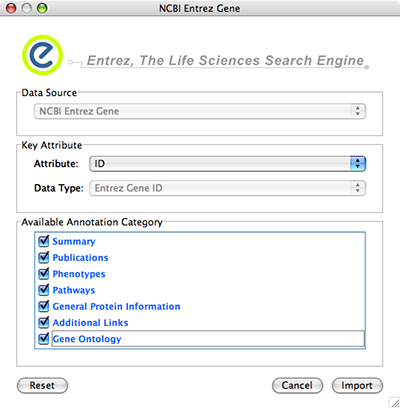 NCBI Entrez Gene
e
Entrez, The Life Sciences Search Engine
Data Source
NCBI Entrez Gene
Key Attribute
Attribute: ID
Data Type: Entrez Gene ID
Available Annotation Category
Summary
Publications
Phenotypes
Pathways
General Protein Information
Additional Links
Gene Ontology
Reset Cancel Import